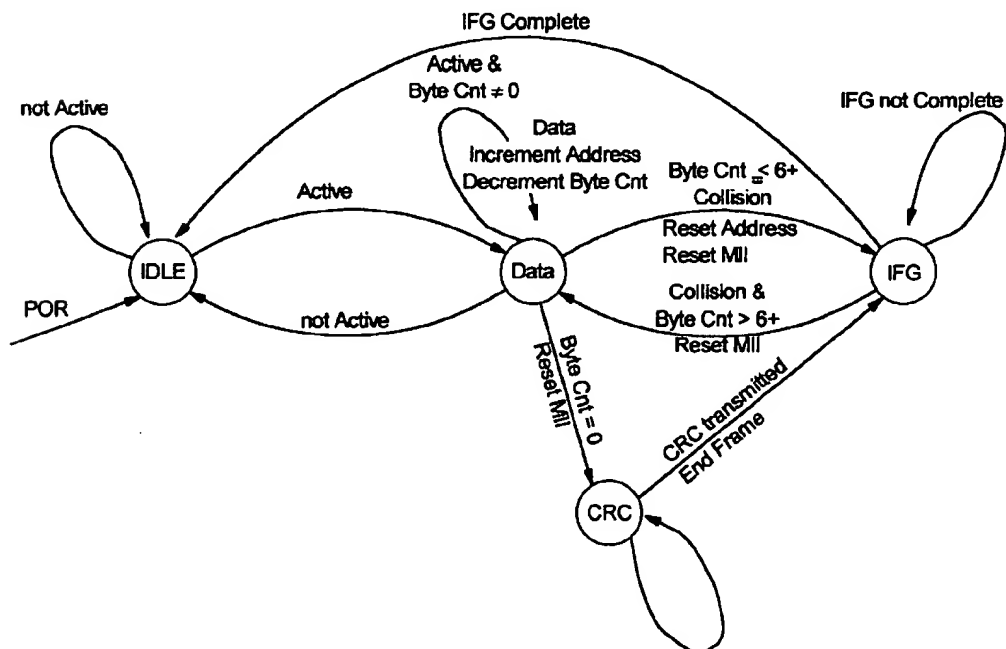 IFG Complete
Active &
Byte Cnt ≠ 0
not Active
IFG not Complete
Data
Increment Address
Decrement Byte Cnt
Active
Byte Cnt ≤ 6+
Collision
Reset Address
Reset MII
IDLE
Data
IFG
POR
not Active
Collision &
Byte Cnt > 6+
Reset MII
Byte Cnt = 0
Reset MII
CRC transmitted
End Frame
CRC